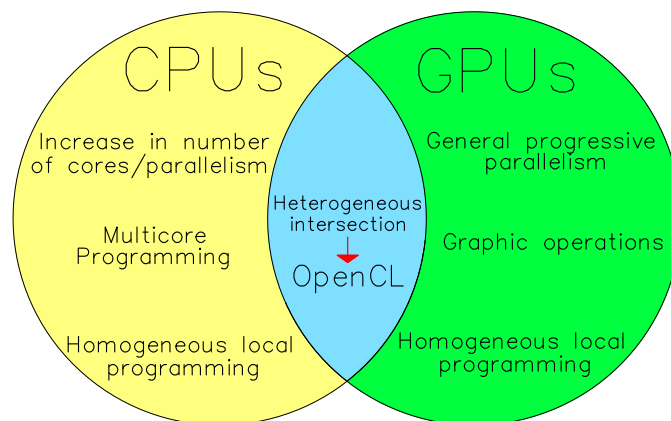 CPUs
Increase in number
of cores/parallelism
Multicore
Programming
Homogeneous local
programming
Heterogeneous
intersection
OpenCL
GPUs
General progressive
parallelism
Graphic operations
Homogeneous local
programming